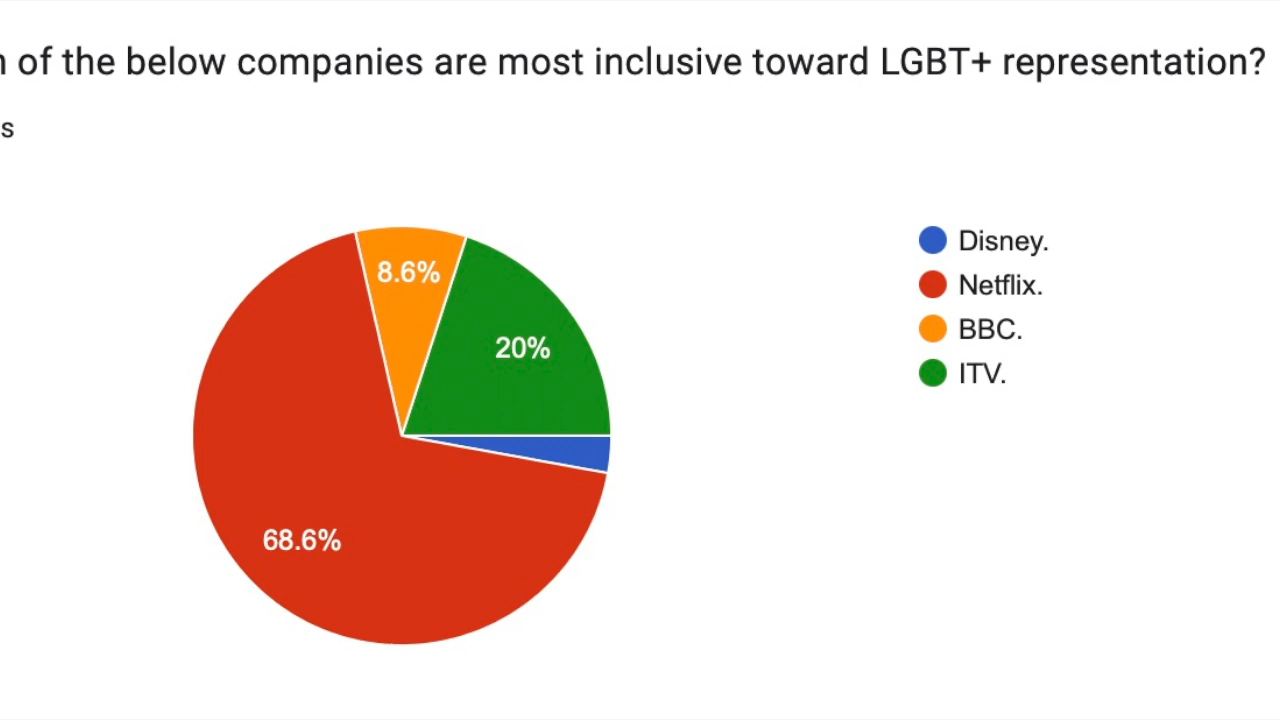 of the below companies are most inclusive toward LGBT+ representation?
s
Disney.
Netflix.
BBC.
ITV.
8.6%
20%
68.6%